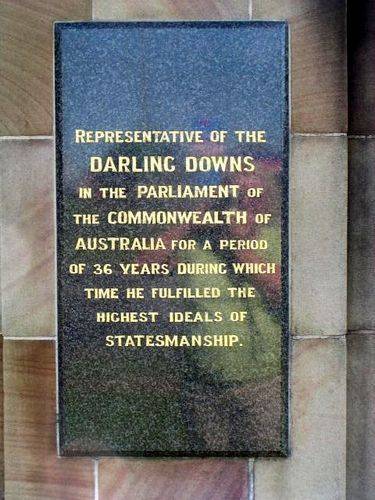 REPRESENTATIVE OF THE
DARLING DOWNS
IN THE PARLIAMENT OF
THE COMMONWEALTH OF
AUSTRALIA FOR A PERIOD
OF 36 YEARS DURING WHICH
TIME HE FULFILLED THE
HIGHEST IDEALS OF
STATESMANSHIP.